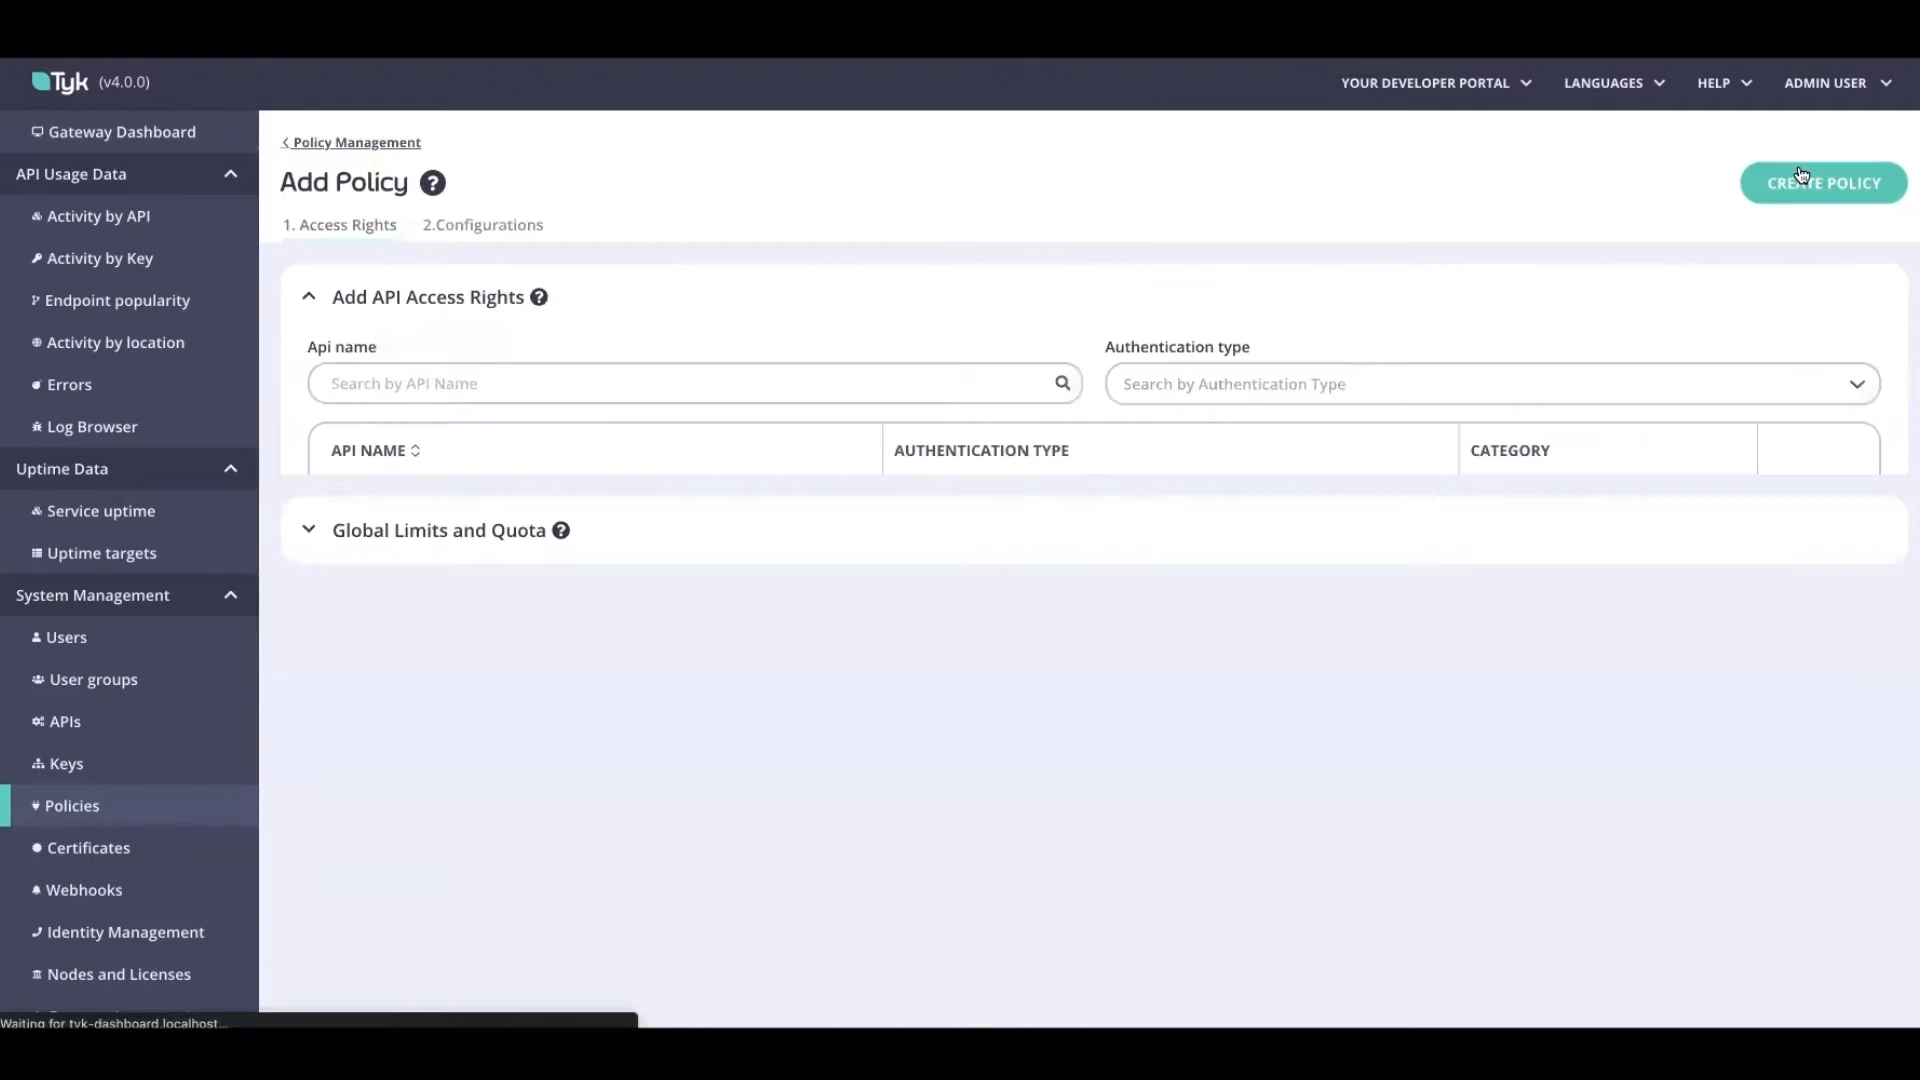 Tyk (v4.0.0)
YOUR DEVELOPER PORTAL
LANGUAGES
HELP
ADMIN USER
Gateway Dashboard
API Usage Data
Activity by API
Activity by Key
Endpoint popularity
Activity by location
Errors
Log Browser
Uptime Data
Service uptime
Uptime targets
System Management
Users
User groups
APIs
Keys
Policies
Certificates
Webhooks
Identity Management
Nodes and Licenses
Waiting for tyk-dashboard.localhost...
Policy Management
Add Policy
CREATE POLICY
1. Access Rights
2.Configurations
Add API Access Rights
Api name
Authentication type
Search by API Name
Search by Authentication Type
API NAME
AUTHENTICATION TYPE
CATEGORY
Global Limits and Quota